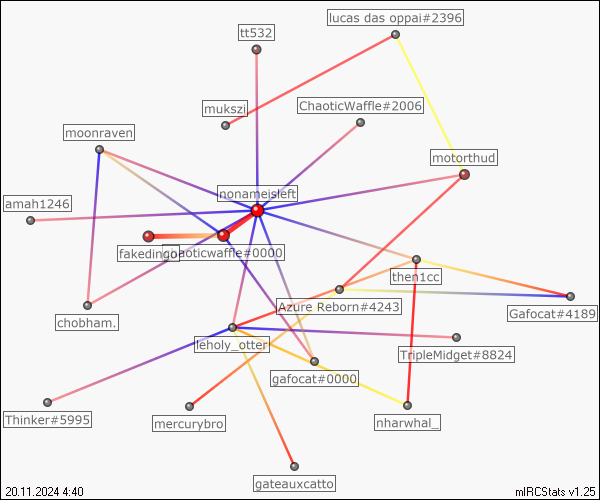 lucas das oppai#2396
tt532
ChaoticWaffle#2006
mukszi
moonraven
motorthud
nonameisleft
amah1246
fakedingo
chaoticwaffle#0000
then1cc
Azure Reborn#4243
Gafocat#4189
chobham.
leholy_otter
TripleMidget#8824
gafocat#0000
Thinker#5995
mercurybro
nharwhal_
gateauxcatto
20.11.2024 4:40
mIRCStats v1.25